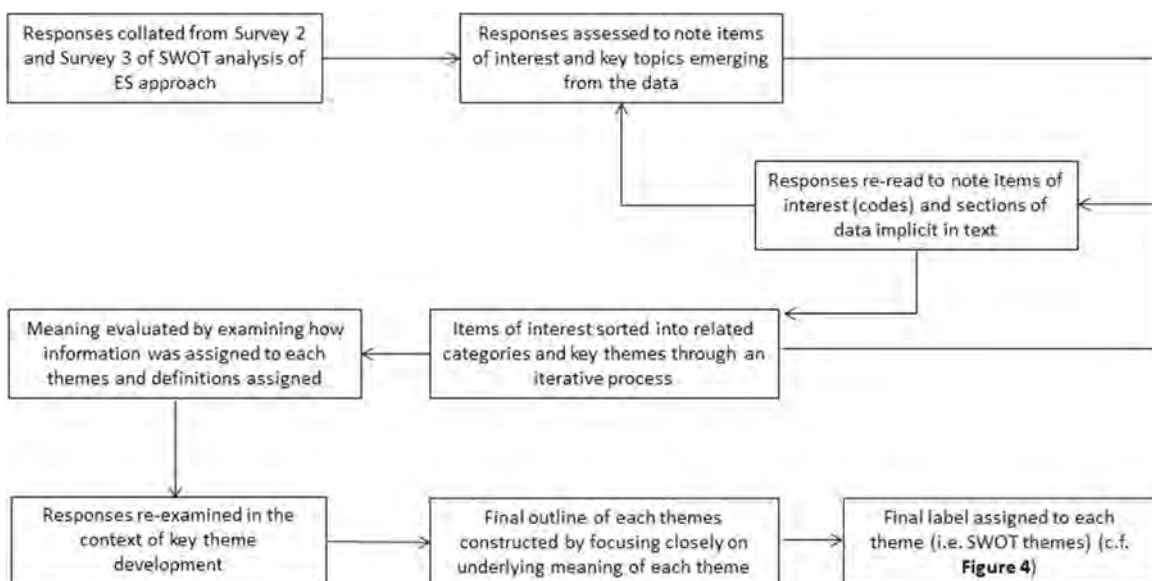 Responses collated from Survey 2
and Survey 3 of SWOT analysis of
ES approach
Responses assessed to note items
of interest and key topics emerging
from the data
Responses re-read to note items of
interest (codes) and sections of
data implicit in text
Items of interest sorted into related
categories and key themes through an
iterative process
Meaning evaluated by examining how
information was assigned to each
themes and definitions assigned
Responses re-examined in the
context of key theme
development
Final outline of each themes
constructed by focusing closely on
underlying meaning of each theme
Final label assigned to each
theme (i.e. SWOT themes) (c.f.
Figure 4)